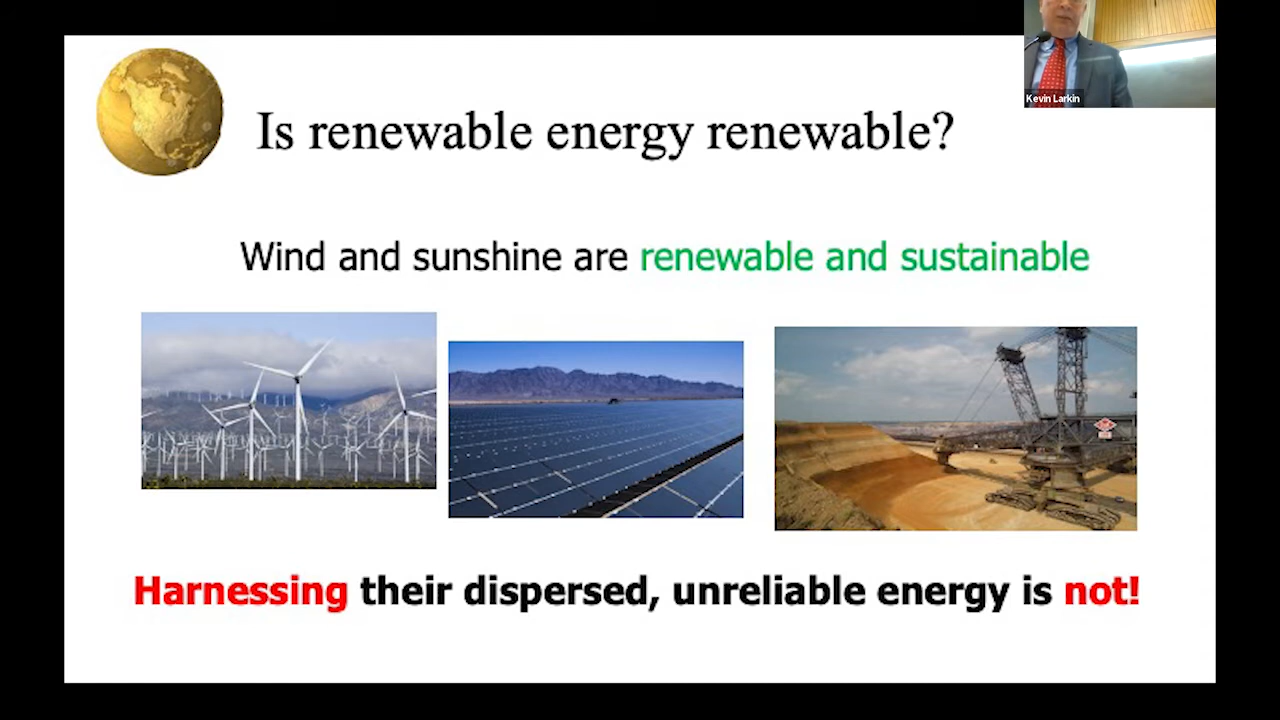 Kevin Larkin
Is renewable energy renewable?
Wind and sunshine are renewable and sustainable
Harnessing their dispersed, unreliable energy is not!